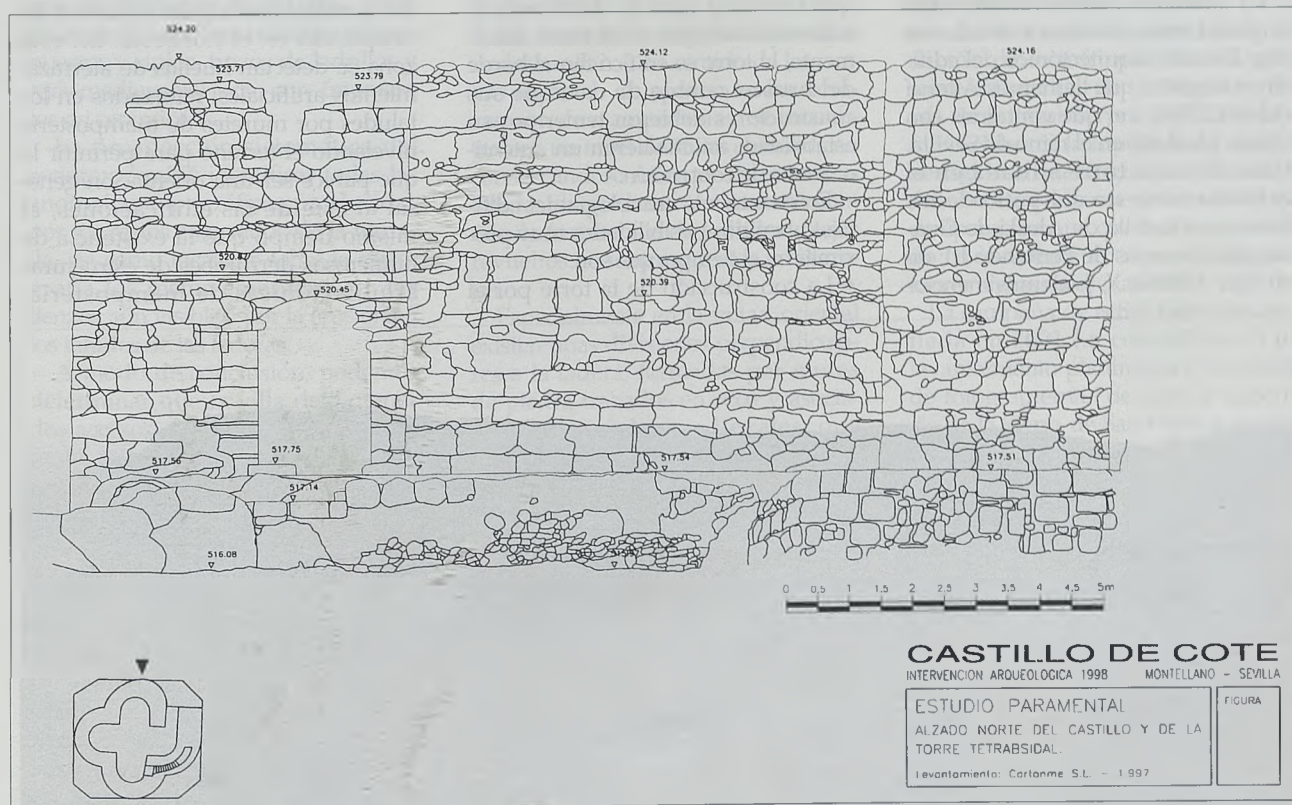 524.20
523.71
523.79
524.12
524.16
520.45
520.39
517.56
517.75
517.54
517.51
517.14
516.08
0 0,5 1 1,5 2 2,5 3 3,5 4 4,5 5m
CASTILLO DE COTE
INTERVENCION ARQUEOLOGICA 1998 MONTELLANO - SEVILLA
ESTUDIO PARAMENTAL
FIGURA
ALZADO NORTE DEL CASTILLO Y DE LA
TORRE TETRABSIDAL.
Levantamiento: Cartonme S.L. - 1.997